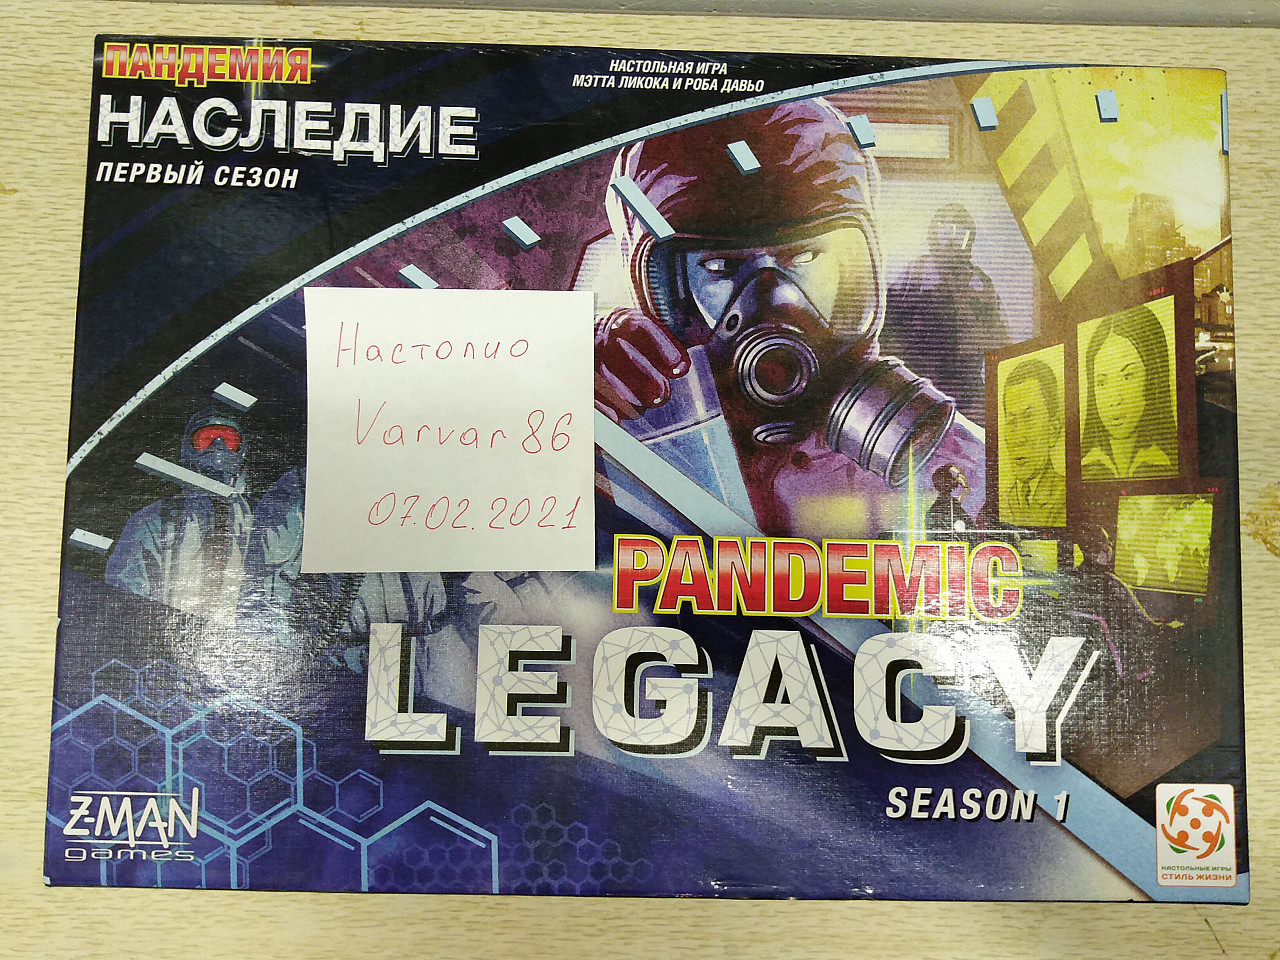 ПАНДЕМИЯ
НАСЛЕДИЕ
ПЕРВЫЙ СЕЗОН
НАСТОЛЬНАЯ ИГРА
МЭТТА ЛИКОКА И РОБА ДАВЬО
Настолио
Varvar86
07.02.2021
PANDEMIC
LEGACY
SEASON 1
Z-MAN
games
НАСТОЛЬНЫЕ ИГРЫ
СТИЛЬ ЖИЗНИ